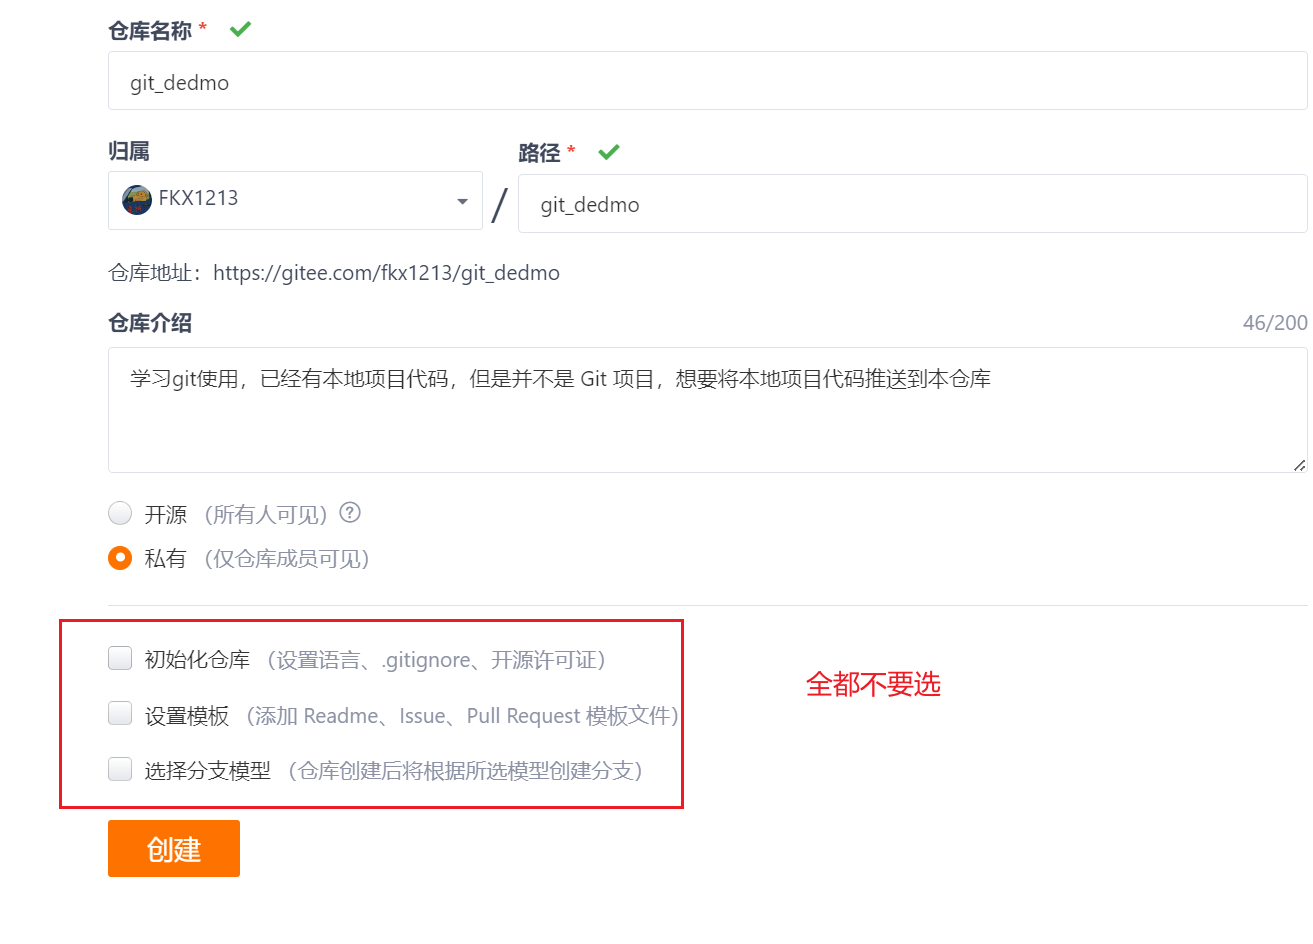 仓库名称 *
git_dedmo
归属
路径 *
FKX1213
/
git_dedmo
仓库地址：https://gitee.com/fkx1213/git_dedmo
仓库介绍
46/200
学习git使用，已经有本地项目代码，但是并不是 Git 项目，想要将本地项目代码推送到本仓库
开源 （所有人可见）?
私有 （仅仓库成员可见）
初始化仓库 （设置语言、.gitignore、开源许可证）
全都不要选
设置模板 （添加 Readme、Issue、Pull Request 模板文件）
选择分支模型 （仓库创建后将根据所选模型创建分支）
创建